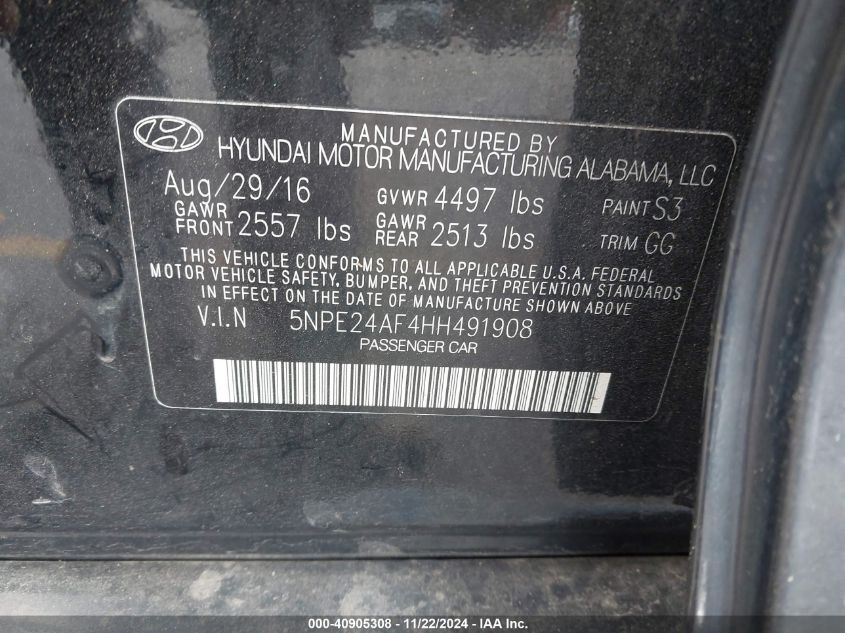 MANUFACTURED BY
HYUNDAI MOTOR MANUFACTURING ALABAMA, LLC
Aug/29/16 GVWR 4497 lbs PAINT S3
GAWR FRONT 2557 lbs GAWR REAR 2513 lbs TRIM GG
THIS VEHICLE CONFORMS TO ALL APPLICABLE U.S.A. FEDERAL
MOTOR VEHICLE SAFETY, BUMPER, AND THEFT PREVENTION STANDARDS
IN EFFECT ON THE DATE OF MANUFACTURE SHOWN ABOVE
V.I.N 5NPE24AF4HH491908
PASSENGER CAR
000-40905308 - 11/22/2024 - IAA Inc.